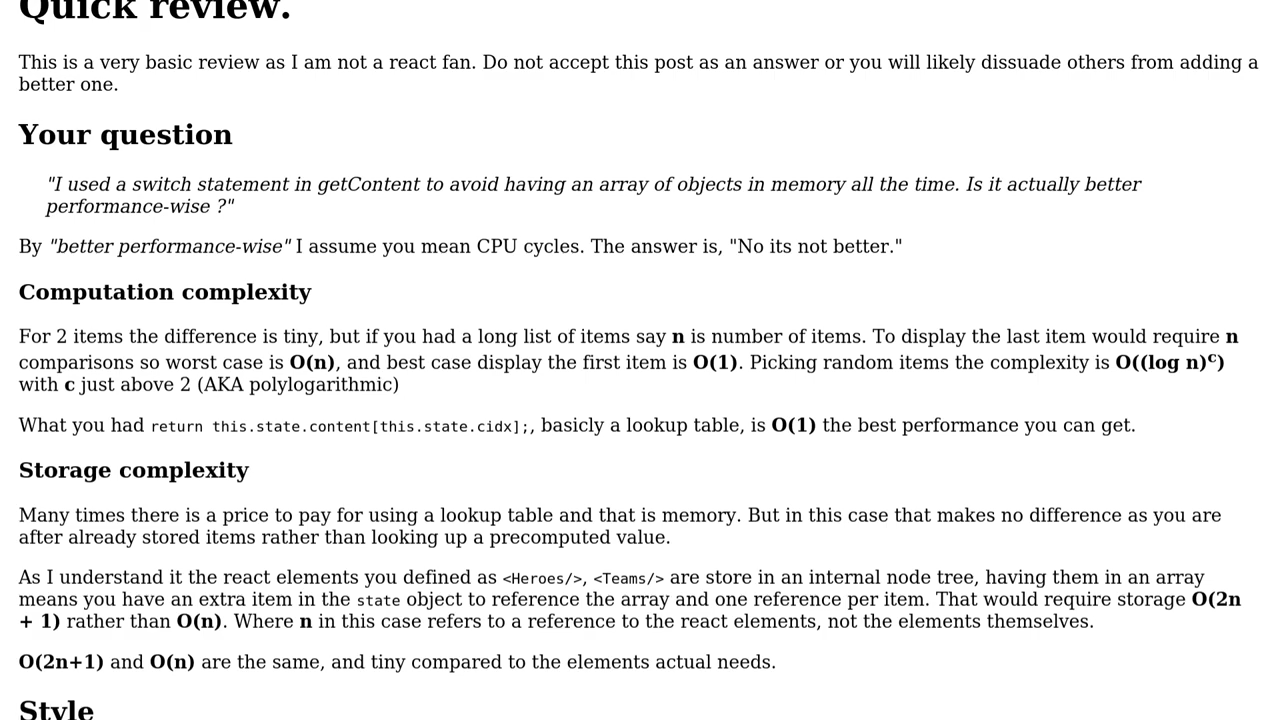 Quick review.
This is a very basic review as I am not a react fan. Do not accept this post as an answer or you will likely dissuade others from adding a
better one.
Your question
"I used a switch statement in getContent to avoid having an array of objects in memory all the time. Is it actually better
performance-wise ?"
By "better performance-wise" I assume you mean CPU cycles. The answer is, "No its not better."
Computation complexity
For 2 items the difference is tiny, but if you had a long list of items say n is number of items. To display the last item would require n
comparisons so worst case is O(n), and best case display the first item is O(1). Picking random items the complexity is O((log n)ᶜ)
with c just above 2 (AKA polylogarithmic)
What you had return this.state.content[this.state.cidx];, basicly a lookup table, is O(1) the best performance you can get.
Storage complexity
Many times there is a price to pay for using a lookup table and that is memory. But in this case that makes no difference as you are
after already stored items rather than looking up a precomputed value.
As I understand it the react elements you defined as <Heroes/>, <Teams/> are store in an internal node tree, having them in an array
means you have an extra item in the state object to reference the array and one reference per item. That would require storage O(2n
+ 1) rather than O(n). Where n in this case refers to a reference to the react elements, not the elements themselves.
O(2n+1) and O(n) are the same, and tiny compared to the elements actual needs.
Style